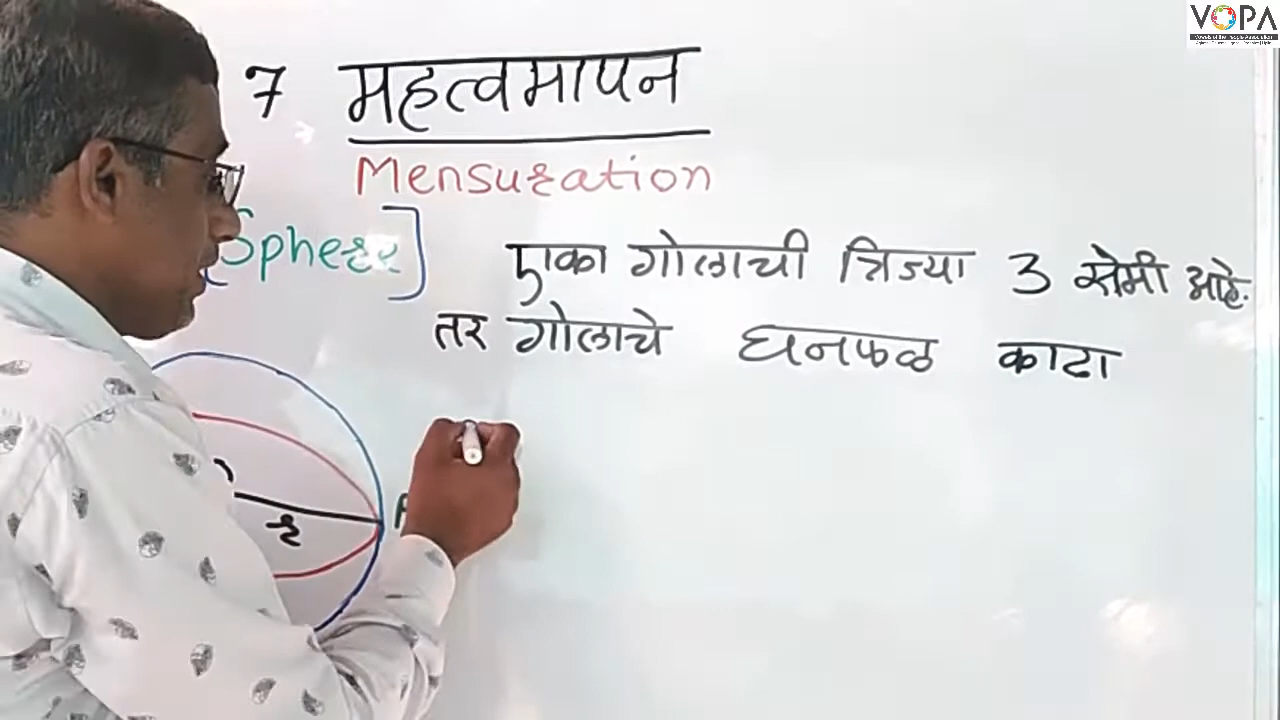 VOPA
7 महत्वमापन
Mensuration
[Sphere]
एका गोलाची त्रिज्या 3 सेमी आहे.
तर गोलाचे घनफळ काढा
r